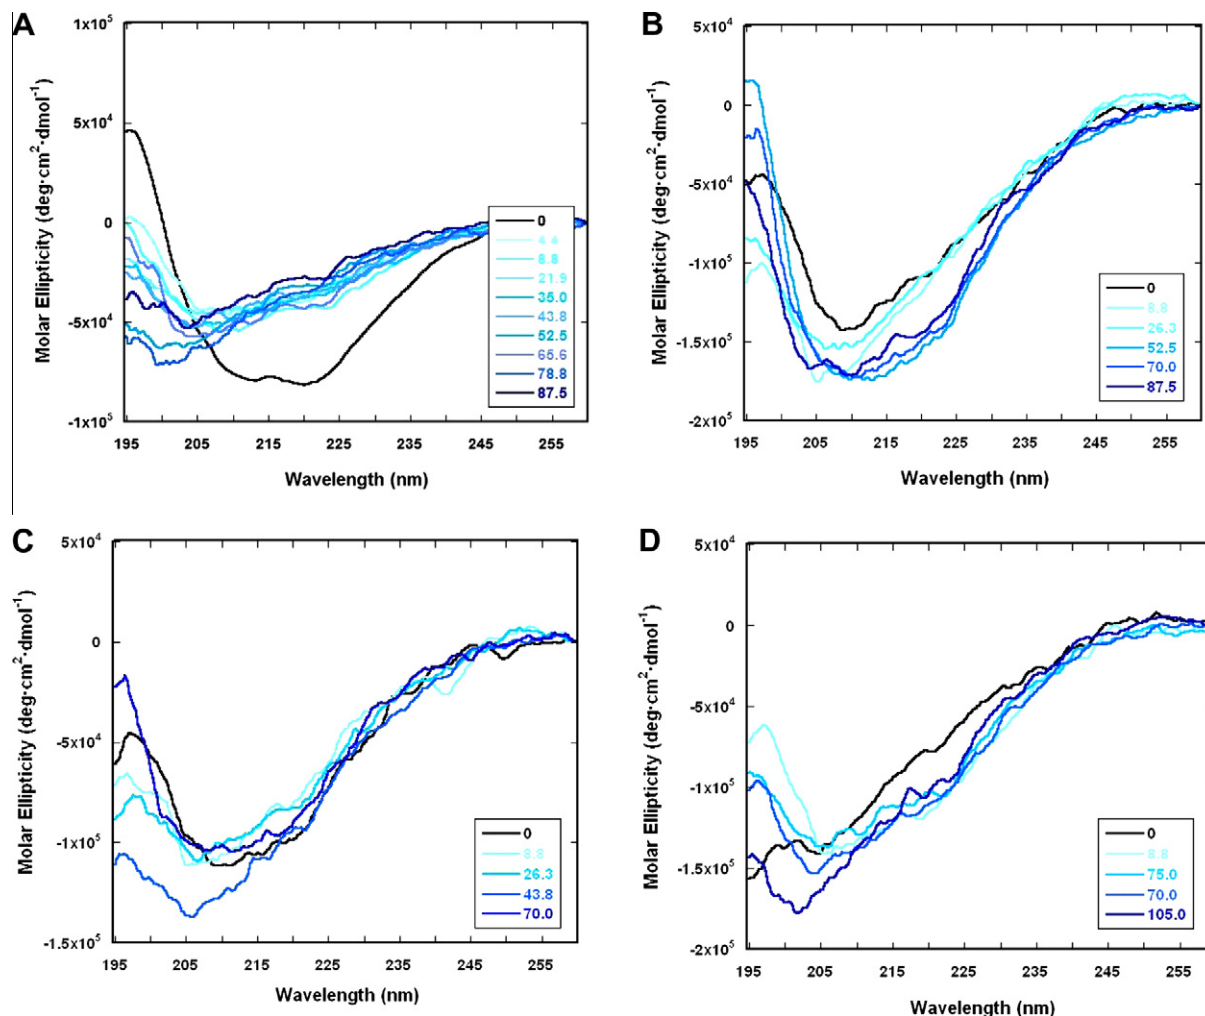 A
1x10⁵
5x10⁴
0
-5x10⁴
-1x10⁵
Molar Ellipticity (deg·cm²·dmol⁻¹)
195 205 215 225 235 245 255
Wavelength (nm)
0
4.4
8.8
21.9
35.0
43.8
52.5
65.6
78.8
87.5
B
5x10⁴
0
-5x10⁴
-1x10⁵
-1.5x10⁵
-2x10⁵
Molar Ellipticity (deg·cm²·dmol⁻¹)
195 205 215 225 235 245 255
Wavelength (nm)
0
8.8
26.3
52.5
70.0
87.5
C
5x10⁴
0
-5x10⁴
-1x10⁵
-1.5x10⁵
Molar Ellipticity (deg·cm²·dmol⁻¹)
195 205 215 225 235 245 255
Wavelength (nm)
0
8.8
26.3
43.8
70.0
D
5x10⁴
0
-5x10⁴
-1x10⁵
-1.5x10⁵
-2x10⁵
Molar Ellipticity (deg·cm²·dmol⁻¹)
195 205 215 225 235 245 255
Wavelength (nm)
0
8.8
75.0
70.0
105.0